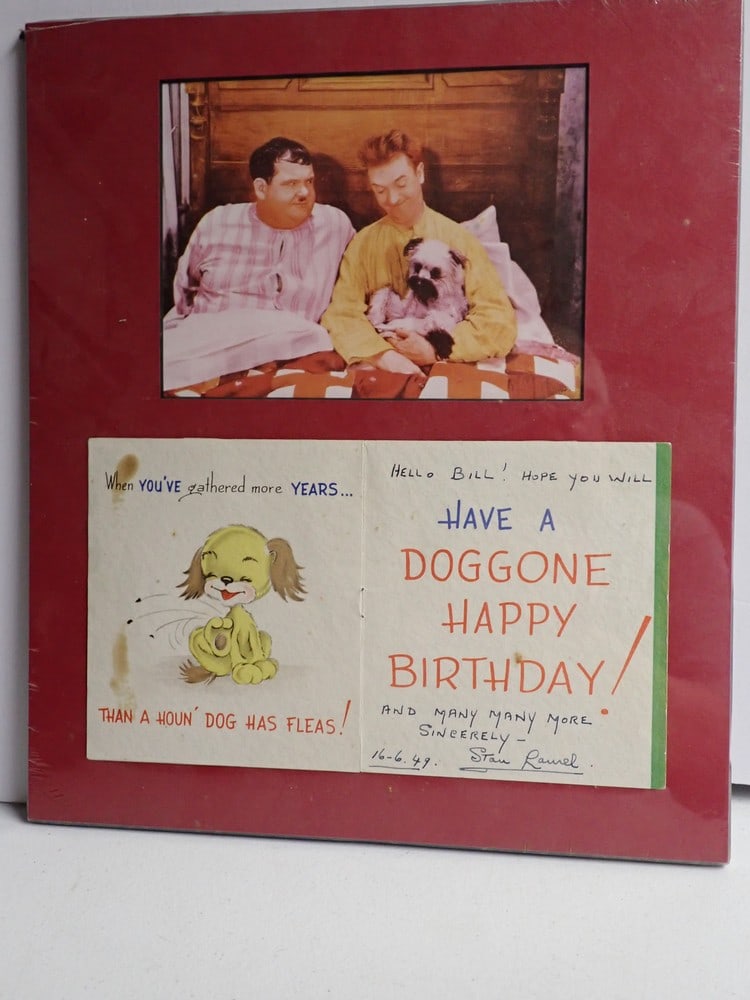 When YOU'VE gathered more YEARS...
THAN A HOUN' DOG HAS FLEAS!
HELLO BILL! HOPE YOU WILL
HAVE A
DOGGONE
HAPPY
BIRTHDAY!
AND MANY MANY MORE
SINCERELY -
16-6.49. Stan Laurel.